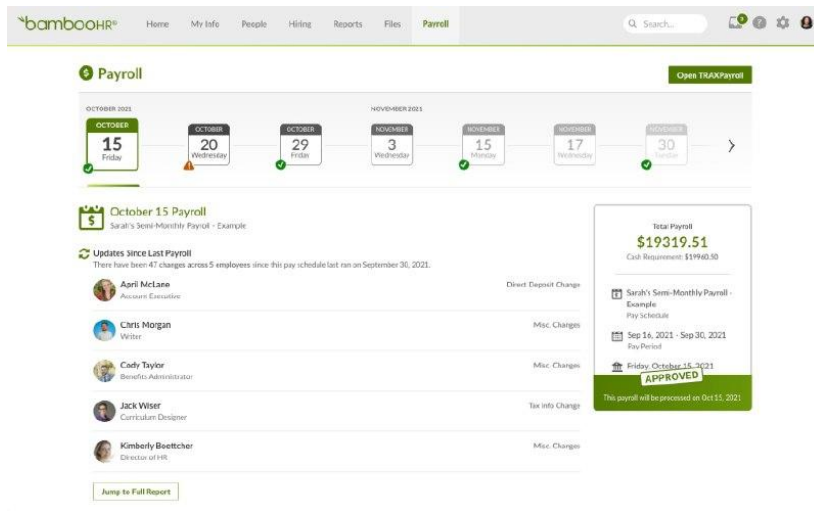 bambooHR®
Home My Info People Hiring Reports Files Payroll
Search...
Payroll
Open TRAXPayroll
OCTOBER 2021
NOVEMBER 2021
OCTOBER
15
Friday
OCTOBER
20
Wednesday
OCTOBER
29
Friday
NOVEMBER
3
Wednesday
NOVEMBER
15
Monday
NOVEMBER
17
Wednesday
NOVEMBER
30
Tuesday
October 15 Payroll
Sarah's Semi-Monthly Payroll - Example
Updates Since Last Payroll
There have been 47 changes across 5 employees since this pay schedule last ran on September 30, 2021.
April McLane
Account Executive
Direct Deposit Change
Chris Morgan
Writer
Misc. Changes
Cody Taylor
Benefits Administrator
Misc. Changes
Jack Wiser
Curriculum Designer
Tax Info Change
Kimberly Boettcher
Director of HR
Misc. Changes
Jump to Full Report
Total Payroll
$19319.51
Cash Requirement: $19960.50
Sarah's Semi-Monthly Payroll -
Example
Pay Schedule
Sep 16, 2021 - Sep 30, 2021
Pay Period
Friday, October 15, 2021
APPROVED
This payroll will be processed on Oct 15, 2021